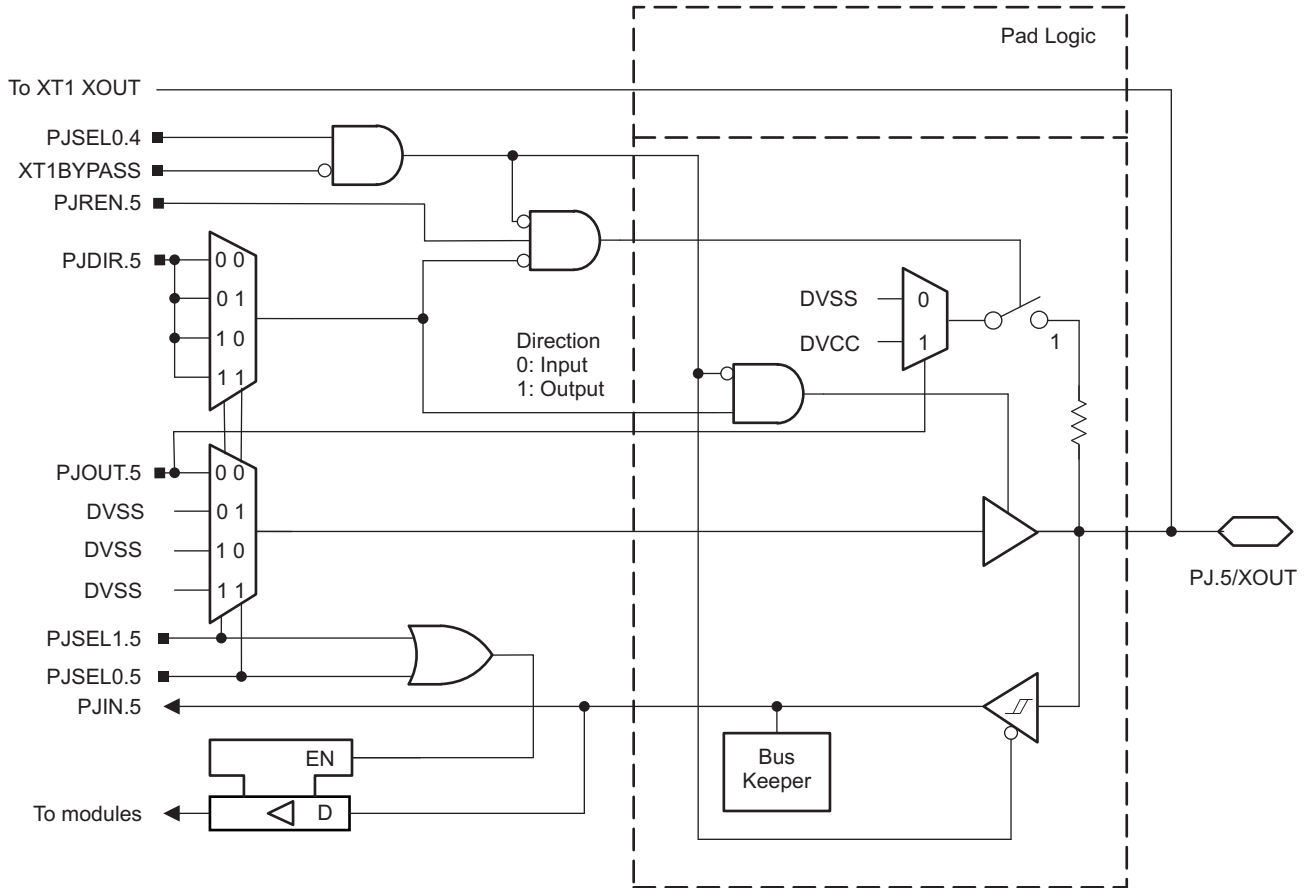 Pad Logic
To XT1 XOUT
PJSEL0.4
XT1BYPASS
PJREN.5
PJDIR.5
0 0
0 1
1 0
1 1
Direction
0: Input
1: Output
DVSS
0
DVCC
1
1
PJOUT.5
0 0
DVSS
0 1
DVSS
1 0
DVSS
1 1
PJ.5/XOUT
PJSEL1.5
PJSEL0.5
PJIN.5
Bus
Keeper
EN
To modules
D